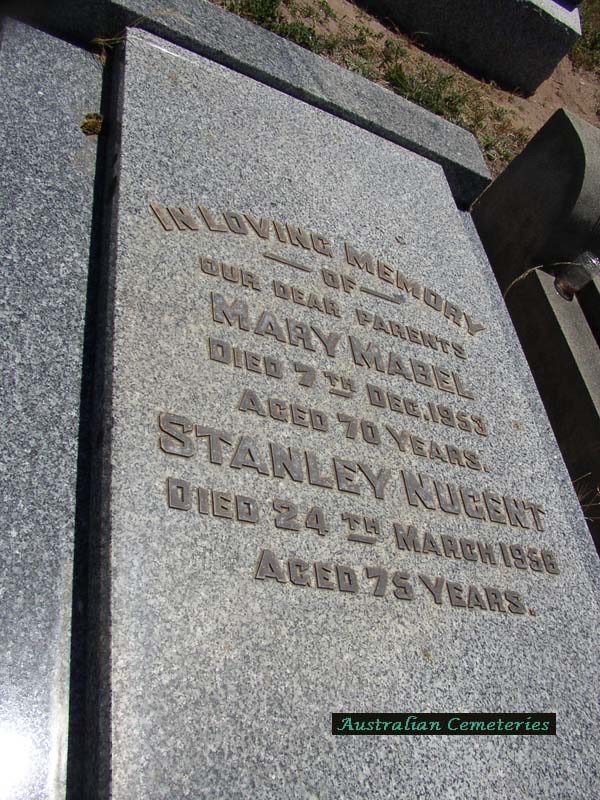 IN LOVING MEMORY
OF
OUR DEAR PARENTS
MARY MABEL
DIED 7TH DEC. 1953
AGED 70 YEARS.
STANLEY NUGENT
DIED 24TH MARCH 1958
AGED 75 YEARS.
Australian Cemeteries